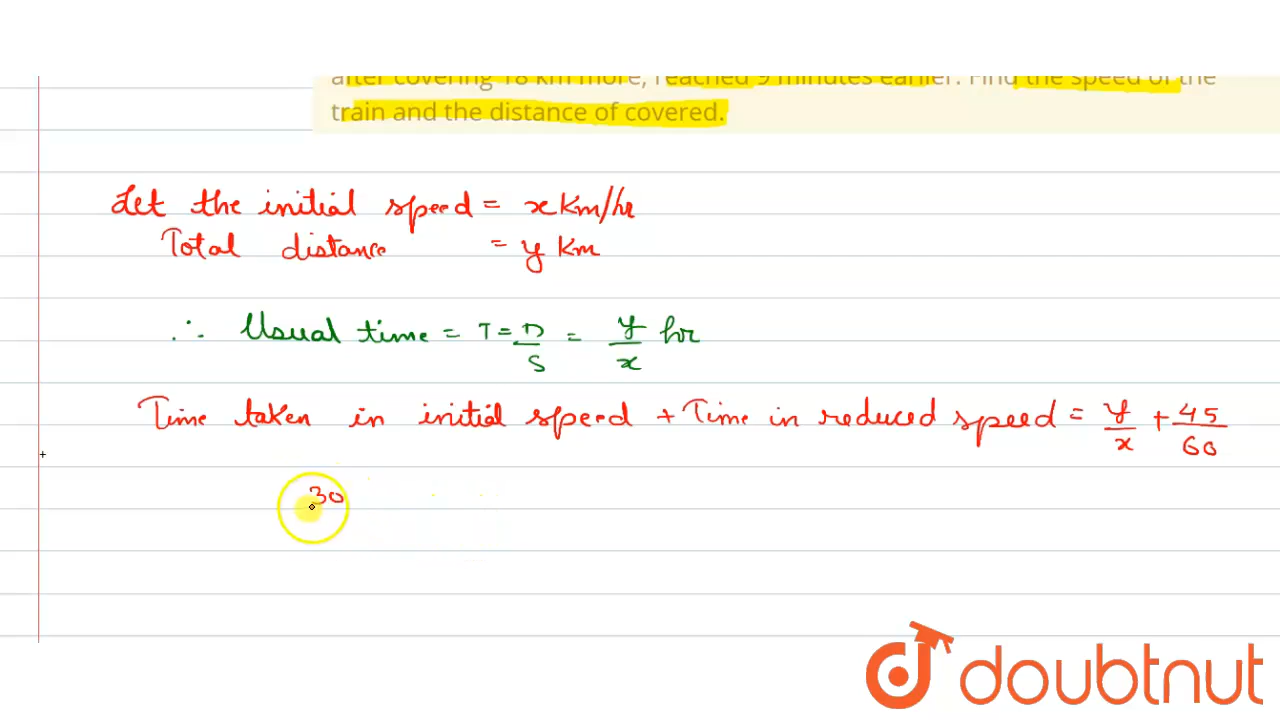 after covering 18 km more, reached 9 minutes earlier. Find the speed of the
train and the distance of covered.
Let the initial speed = x Km/hr
Total distance = y Km
∴ Usual time = T = D/S = y/x hr
Time taken in initial speed + Time in reduced speed = y/x + 45/60
30
doubtnut